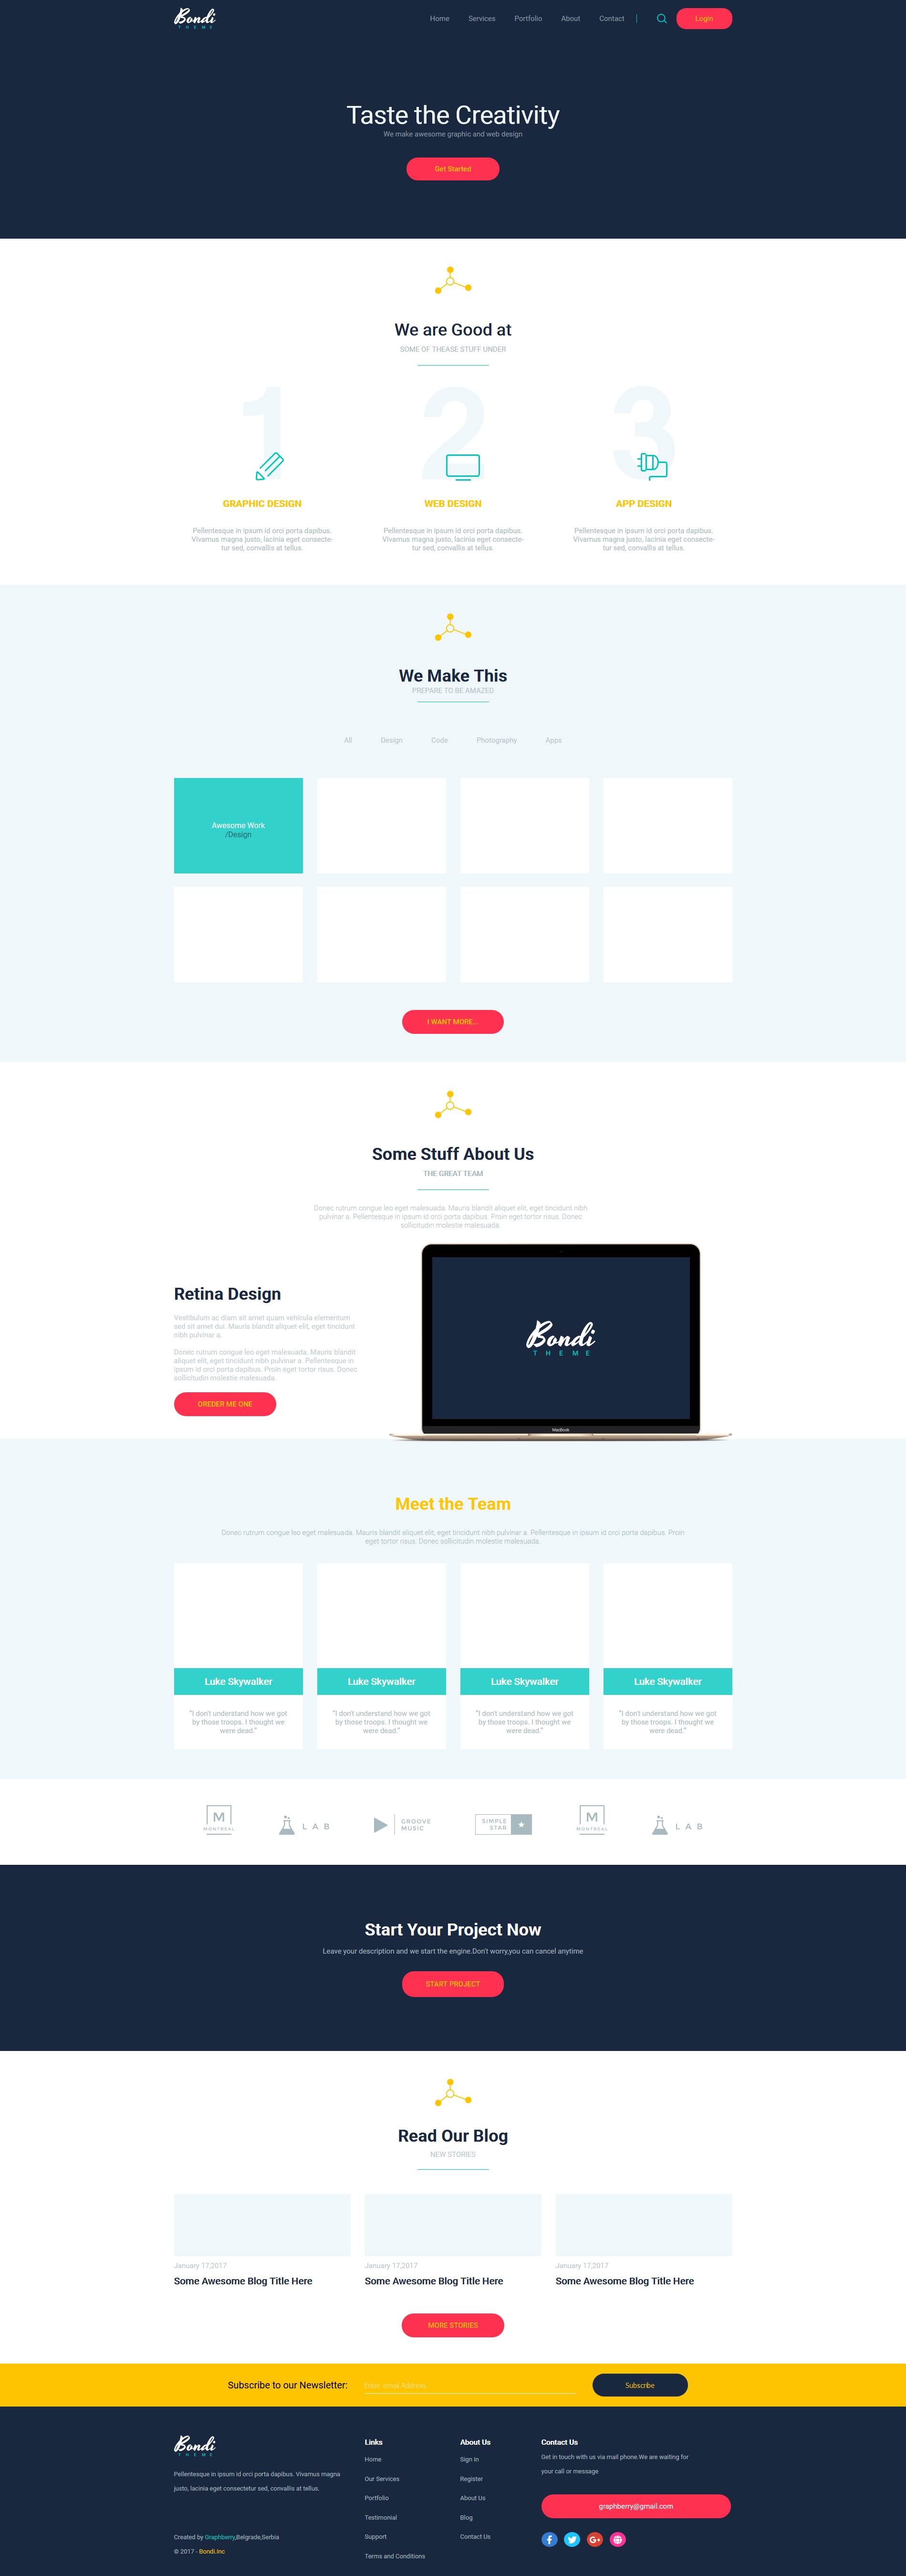 Bondi
THEME
Home Services Portfolio About Contact Login
Taste the Creativity
We make awesome graphic and web design
Get Started
We are Good at
SOME OF THEASE STUFF UNDER
1 2 3
GRAPHIC DESIGN
Pellentesque in ipsum id orci porta dapibus.
Vivamus magna justo, lacinia eget consecte-
tur sed, convallis at tellus.
WEB DESIGN
Pellentesque in ipsum id orci porta dapibus.
Vivamus magna justo, lacinia eget consecte-
tur sed, convallis at tellus.
APP DESIGN
Pellentesque in ipsum id orci porta dapibus.
Vivamus magna justo, lacinia eget consecte-
tur sed, convallis at tellus.
We Make This
PREPARE TO BE AMAZED
All Design Code Photography Apps
Awesome Work
/Design
I WANT MORE...
Some Stuff About Us
THE GREAT TEAM
Donec rutrum congue leo eget malesuada. Mauris blandit aliquet elit, eget tincidunt nibh
pulvinar a. Pellentesque in ipsum id orci porta dapibus. Proin eget tortor risus. Donec
sollicitudin molestie malesuada.
Retina Design
Vestibulum ac diam sit amet quam vehicula elementum
sed sit amet dui. Mauris blandit aliquet elit, eget tincidunt
nibh pulvinar a.
Donec rutrum congue leo eget malesuada. Mauris blandit
aliquet elit, eget tincidunt nibh pulvinar a. Pellentesque in
ipsum id orci porta dapibus. Proin eget tortor risus. Donec
sollicitudin molestie malesuada.
OREDER ME ONE
Bondi
THEME
MacBook
Meet the Team
Donec rutrum congue leo eget malesuada. Mauris blandit aliquet elit, eget tincidunt nibh pulvinar a. Pellentesque in ipsum id orci porta dapibus. Proin
eget tortor risus. Donec sollicitudin molestie malesuada.
Luke Skywalker
“I don't understand how we got
by those troops. I thought we
were dead.”
Luke Skywalker
“I don't understand how we got
by those troops. I thought we
were dead.”
Luke Skywalker
“I don't understand how we got
by those troops. I thought we
were dead.”
Luke Skywalker
“I don't understand how we got
by those troops. I thought we
were dead.”
M
MONTREAL
LAB
GROOVE
MUSIC
SIMPLE
STAR
M
MONTREAL
LAB
Start Your Project Now
Leave your description and we start the engine.Don't worry,you can cancel anytime
START PROJECT
Read Our Blog
NEW STORIES
January 17,2017
Some Awesome Blog Title Here
January 17,2017
Some Awesome Blog Title Here
January 17,2017
Some Awesome Blog Title Here
MORE STORIES
Subscribe to our Newsletter: Enter email Address Subscribe
Bondi
THEME
Pellentesque in ipsum id orci porta dapibus. Vivamus magna
justo, lacinia eget consectetur sed, convallis at tellus.
Created by Graphberry,Belgrade,Serbia
© 2017 - Bondi.Inc
Links
Home
Our Services
Portfolio
Testimonial
Support
Terms and Conditions
About Us
Sign In
Register
About Us
Blog
Contact Us
Contact Us
Get in touch with us via mail phone.We are waiting for
your call or message
graphberry@gmail.com